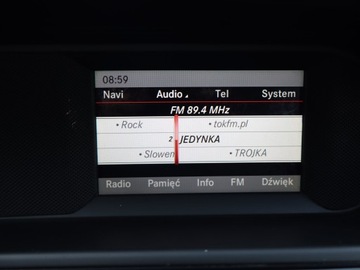 08:59
Navi Audio Tel System
FM 89.4 MHz
• Rock • tokfm.pl
2 JEDYNKA
• Slowen • TROJKA
Radio Pamięć Info FM Dźwięk